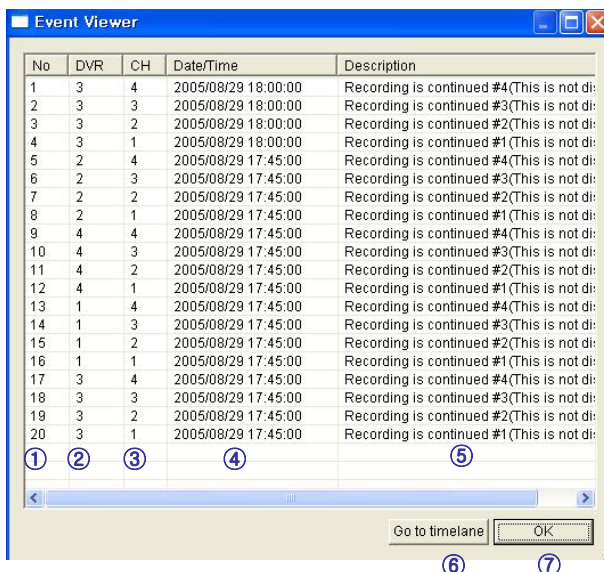 Event Viewer
No DVR CH Date/Time Description
1 3 4 2005/08/29 18:00:00 Recording is continued #4(This is not di
2 3 3 2005/08/29 18:00:00 Recording is continued #3(This is not di
3 3 2 2005/08/29 18:00:00 Recording is continued #2(This is not di
4 3 1 2005/08/29 18:00:00 Recording is continued #1(This is not di
5 2 4 2005/08/29 17:45:00 Recording is continued #4(This is not di
6 2 3 2005/08/29 17:45:00 Recording is continued #3(This is not di
7 2 2 2005/08/29 17:45:00 Recording is continued #2(This is not di
8 2 1 2005/08/29 17:45:00 Recording is continued #1(This is not di
9 4 4 2005/08/29 17:45:00 Recording is continued #4(This is not di
10 4 3 2005/08/29 17:45:00 Recording is continued #3(This is not di
11 4 2 2005/08/29 17:45:00 Recording is continued #2(This is not di
12 4 1 2005/08/29 17:45:00 Recording is continued #1(This is not di
13 1 4 2005/08/29 17:45:00 Recording is continued #4(This is not di
14 1 3 2005/08/29 17:45:00 Recording is continued #3(This is not di
15 1 2 2005/08/29 17:45:00 Recording is continued #2(This is not di
16 1 1 2005/08/29 17:45:00 Recording is continued #1(This is not di
17 3 4 2005/08/29 17:45:00 Recording is continued #4(This is not di
18 3 3 2005/08/29 17:45:00 Recording is continued #3(This is not di
19 3 2 2005/08/29 17:45:00 Recording is continued #2(This is not di
20 3 1 2005/08/29 17:45:00 Recording is continued #1(This is not di
① ② ③ ④ ⑤
Go to timelane OK
⑥ ⑦